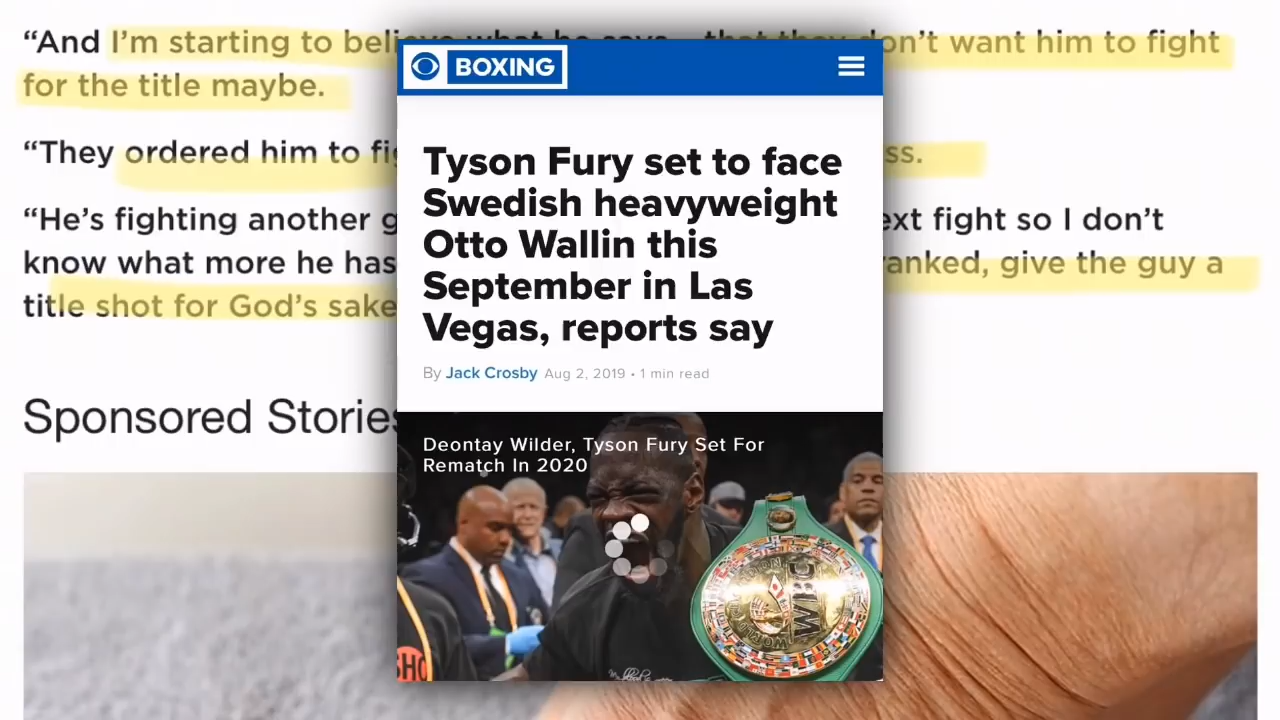 “And I’m starting to believe what he says – that they don’t want him to fight
for the title maybe.
“They ordered him to
ss.
“He’s fighting another
ext fight so I don’t
know what more he has
ranked, give the guy a
title shot for God’s sake
Sponsored Stories
BOXING
Tyson Fury set to face
Swedish heavyweight
Otto Wallin this
September in Las
Vegas, reports say
By Jack Crosby Aug 2, 2019 • 1 min read
Deontay Wilder, Tyson Fury Set For
Rematch In 2020
WBC
SHO